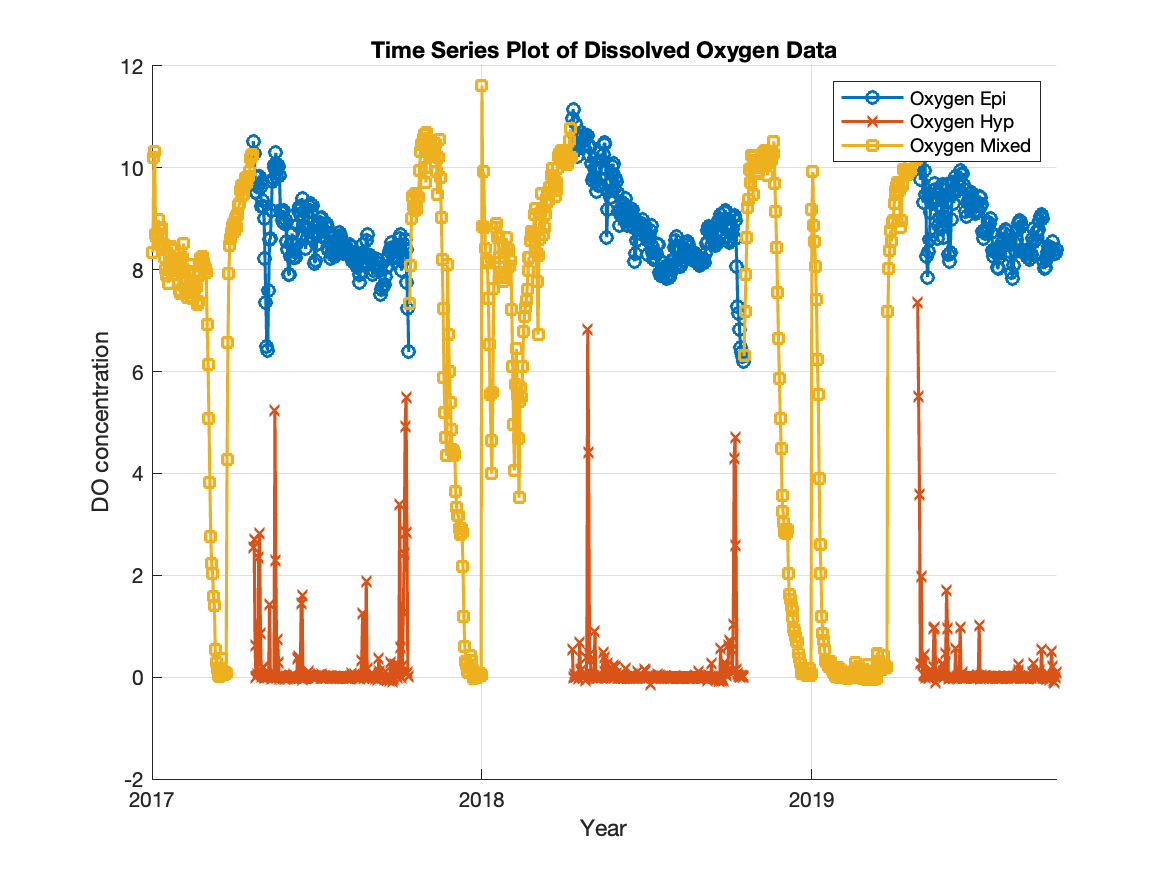 Time Series Plot of Dissolved Oxygen Data
Oxygen Epi
Oxygen Hyp
Oxygen Mixed
12
10
8
6
4
2
0
-2
DO concentration
2017
2018
2019
Year